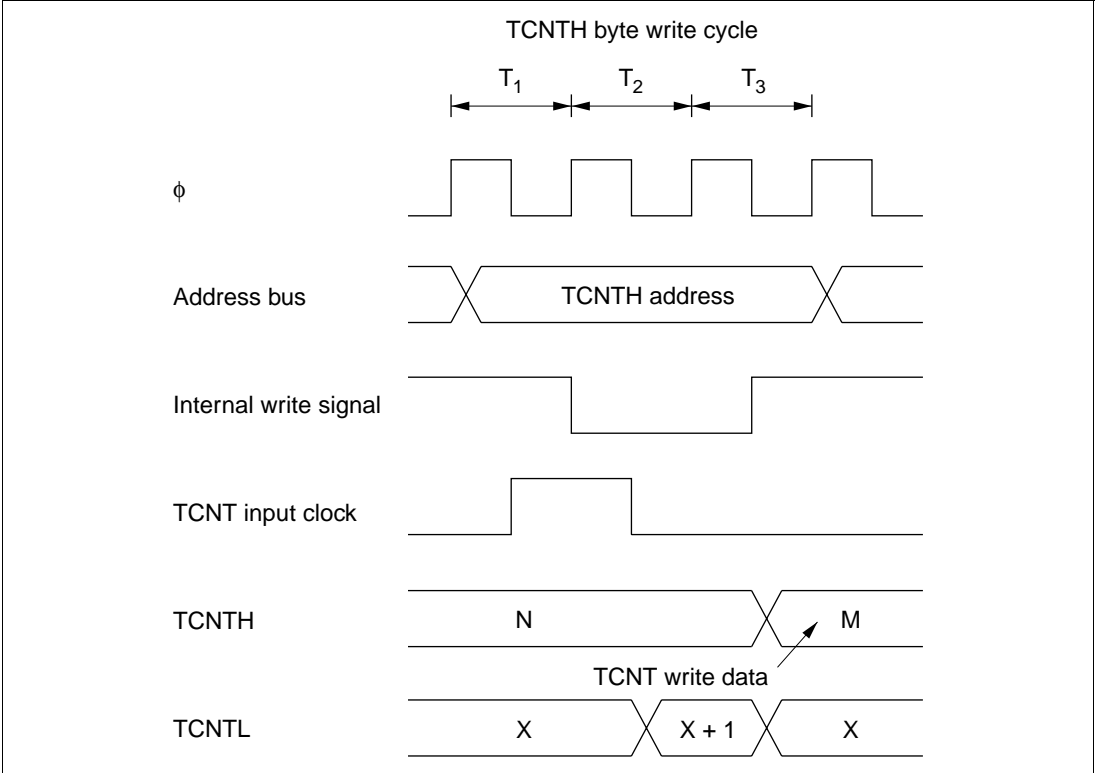 TCNTH byte write cycle
T1 T2 T3
φ
Address bus TCNTH address
Internal write signal
TCNT input clock
TCNTH N M
TCNT write data
TCNTL X X + 1 X